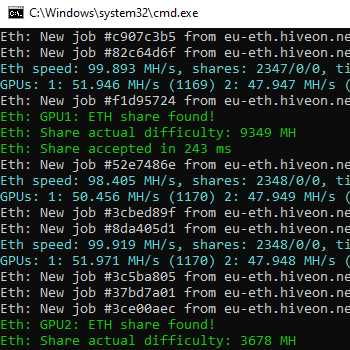 C:\Windows\system32\cmd.exe
Eth: New job #c907c3b5 from eu-eth.hiveon.ne
Eth: New job #82c64d6f from eu-eth.hiveon.ne
Eth speed: 99.893 MH/s, shares: 2347/0/0, ti
GPUs: 1: 51.946 MH/s (1169) 2: 47.947 MH/s (
Eth: New job #f1d95724 from eu-eth.hiveon.ne
Eth: GPU1: ETH share found!
Eth: Share actual difficulty: 9349 MH
Eth: Share accepted in 243 ms
Eth: New job #52e7486e from eu-eth.hiveon.ne
Eth speed: 98.405 MH/s, shares: 2348/0/0, ti
GPUs: 1: 50.456 MH/s (1170) 2: 47.949 MH/s (
Eth: New job #3cbed89f from eu-eth.hiveon.ne
Eth: New job #8da405d1 from eu-eth.hiveon.ne
Eth speed: 99.919 MH/s, shares: 2348/0/0, ti
GPUs: 1: 51.971 MH/s (1170) 2: 47.948 MH/s (
Eth: New job #3c5ba805 from eu-eth.hiveon.ne
Eth: New job #37bd7a01 from eu-eth.hiveon.ne
Eth: New job #3ce00aec from eu-eth.hiveon.ne
Eth: GPU2: ETH share found!
Eth: Share actual difficulty: 3678 MH